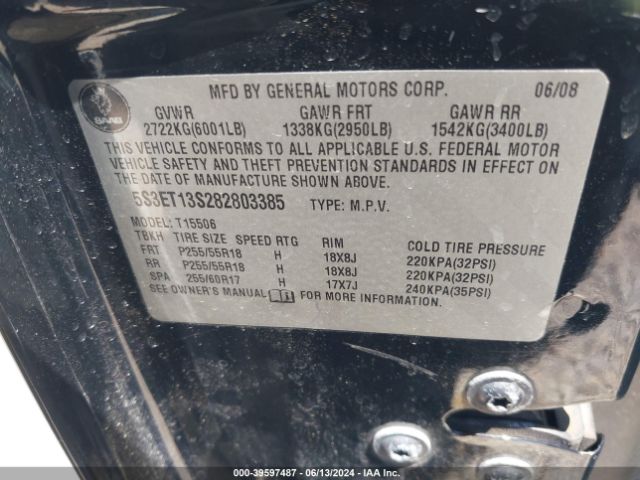 MFD BY GENERAL MOTORS CORP. 06/08
SAAB
GVWR GAWR FRT GAWR RR
2722KG(6001LB) 1338KG(2950LB) 1542KG(3400LB)
THIS VEHICLE CONFORMS TO ALL APPLICABLE U.S. FEDERAL MOTOR
VEHICLE SAFETY AND THEFT PREVENTION STANDARDS IN EFFECT ON
THE DATE OF MANUFACTURE SHOWN ABOVE.
5S3ET13S282803385 TYPE: M.P.V.
MODEL: T15506
TBKH TIRE SIZE SPEED RTG RIM COLD TIRE PRESSURE
FRT P255/55R18 H 18X8J 220KPA(32PSI)
RR P255/55R18 H 18X8J 220KPA(32PSI)
SPA 255/60R17 H 17X7J 240KPA(35PSI)
SEE OWNER'S MANUAL FOR MORE INFORMATION.
000-39597487 - 06/13/2024 - IAA Inc.